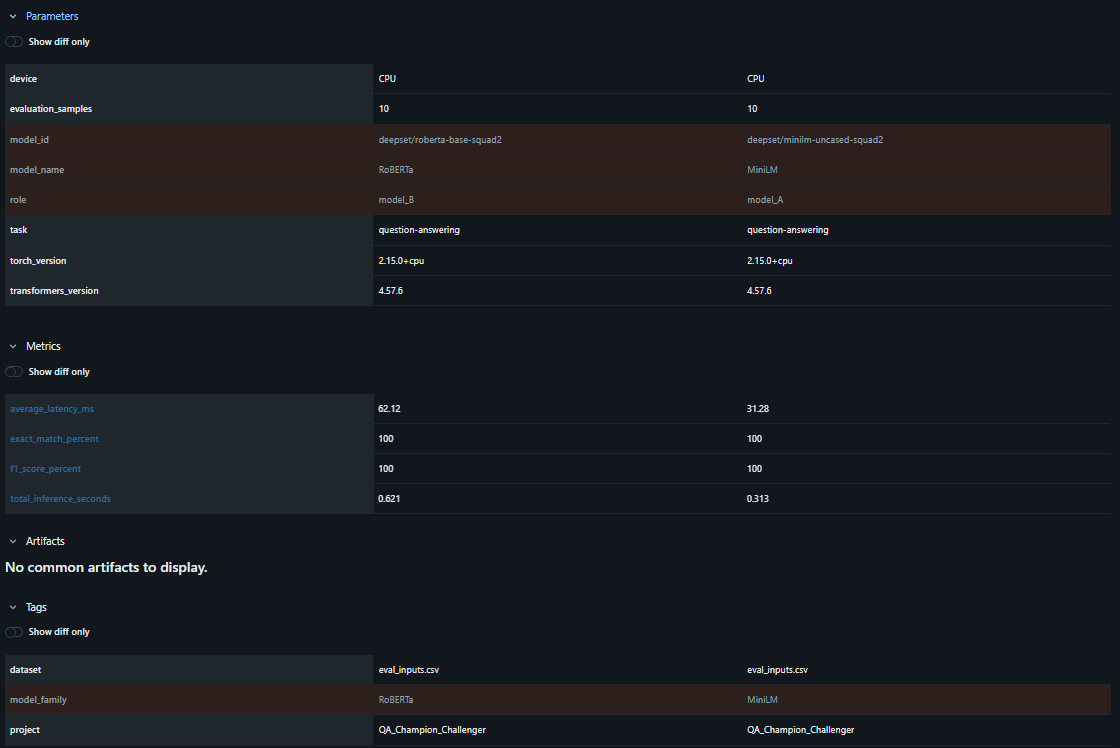 Parameters
Show diff only
device CPU CPU
evaluation_samples 10 10
model_id deepset/roberta-base-squad2 deepset/minilm-uncased-squad2
model_name RoBERTa MiniLM
role model_B model_A
task question-answering question-answering
torch_version 2.15.0+cpu 2.15.0+cpu
transformers_version 4.57.6 4.57.6
Metrics
Show diff only
average_latency_ms 62.12 31.28
exact_match_percent 100 100
f1_score_percent 100 100
total_inference_seconds 0.621 0.313
Artifacts
No common artifacts to display.
Tags
Show diff only
dataset eval_inputs.csv eval_inputs.csv
model_family RoBERTa MiniLM
project QA_Champion_Challenger QA_Champion_Challenger